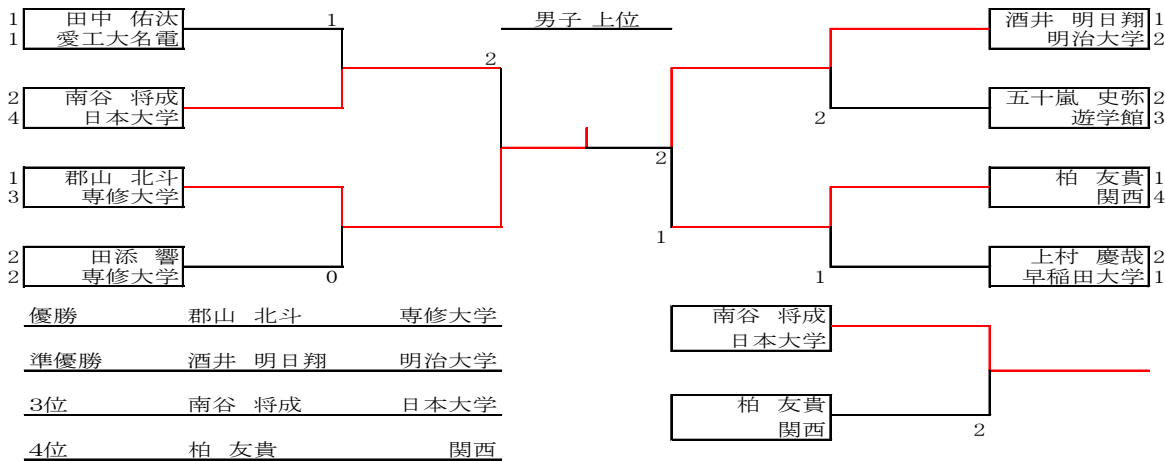 男子 上位
1 田中 佑汰
1 愛工大名電
1
2 南谷 将成
4 日本大学
2
1 郡山 北斗
3 専修大学
2 田添 響
2 専修大学
0
酒井 明日翔 1
明治大学 2
五十嵐 史弥 2
遊学館 3
2
2
柏 友貴 1
関西 4
1
上村 慶哉 2
早稲田大学 1
1
優勝 郡山 北斗 専修大学
準優勝 酒井 明日翔 明治大学
3位 南谷 将成 日本大学
4位 柏 友貴 関西
南谷 将成
日本大学
柏 友貴
関西
2